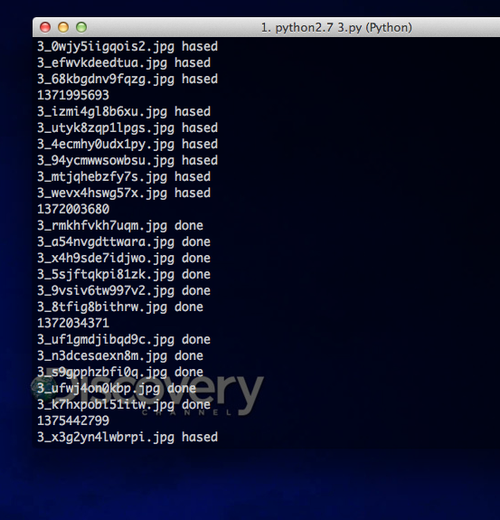 1. python2.7 3.py (Python)
3_0wjy5iigqois2.jpg hased
3_efwvkdeedtua.jpg hased
3_68kbgdnv9fqzg.jpg hased
1371995693
3_izmi4gl8b6xu.jpg hased
3_utyk8zqp1lpgs.jpg hased
3_4ecmhy0udx1py.jpg hased
3_94ycmwwsowbsu.jpg hased
3_mtjqhebzfy7s.jpg hased
3_wevx4hswg57x.jpg hased
1372003680
3_rmkhfvkh7uqm.jpg done
3_a54nvgdttwara.jpg done
3_x4h9sde7idjwo.jpg done
3_5sjftqkpi81zk.jpg done
3_9vsiv6tw997v2.jpg done
3_8tfig8bithrw.jpg done
1372034371
3_uf1gmdjibqd9c.jpg done
3_n3dcesaexn8m.jpg done
3_s9gpphzbfi0q.jpg done
Discovery
3_ufwj4on0kbp.jpg done
3_k7hxpobl51itw.jpg done
CHANNEL
1375442799
3_x3g2yn4lwbrpi.jpg hased